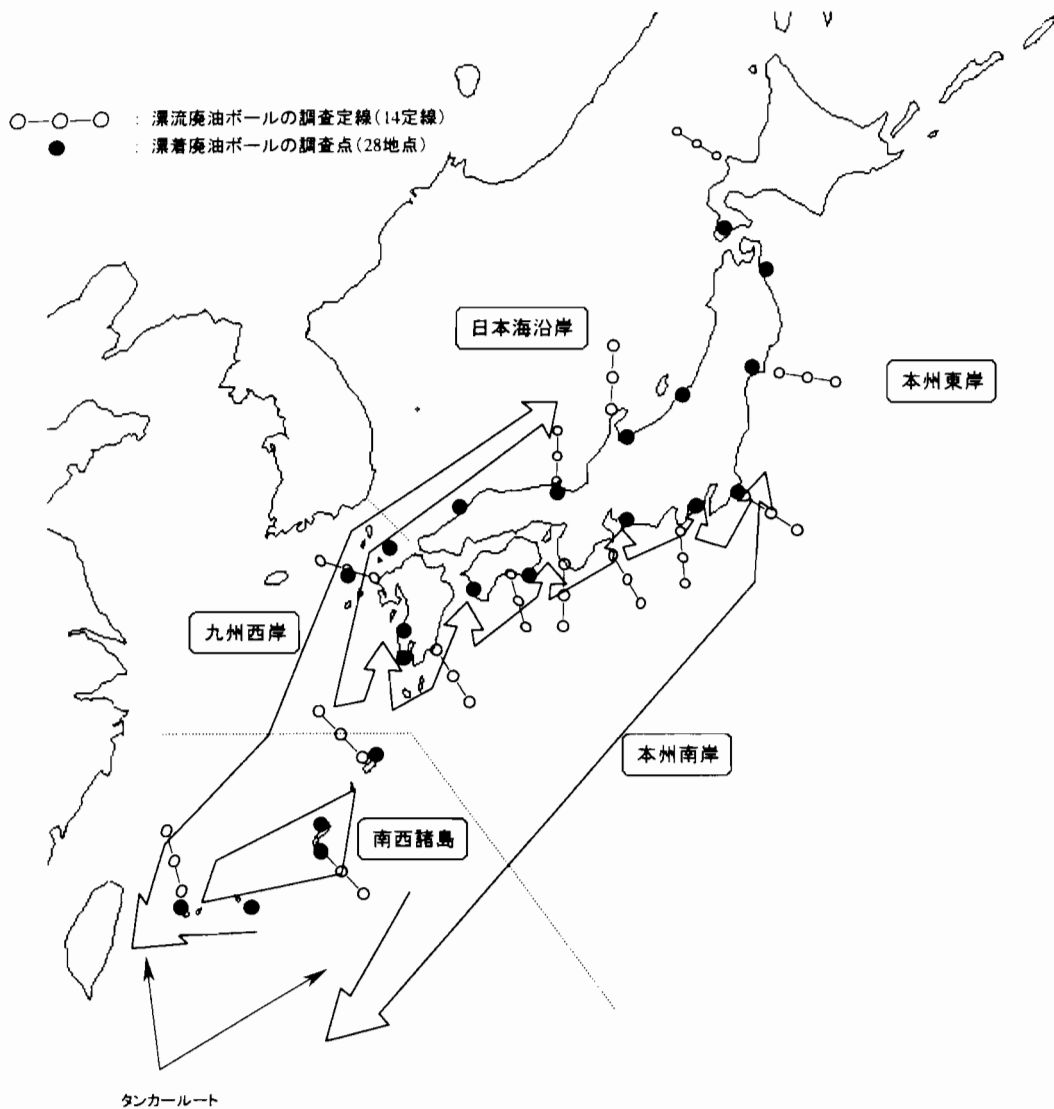 : 漂流廃油ボールの調査定線(14定線)
: 漂着廃油ボールの調査点(28地点)
日本海沿岸
本州東岸
九州西岸
本州南岸
南西諸島
タンカールート